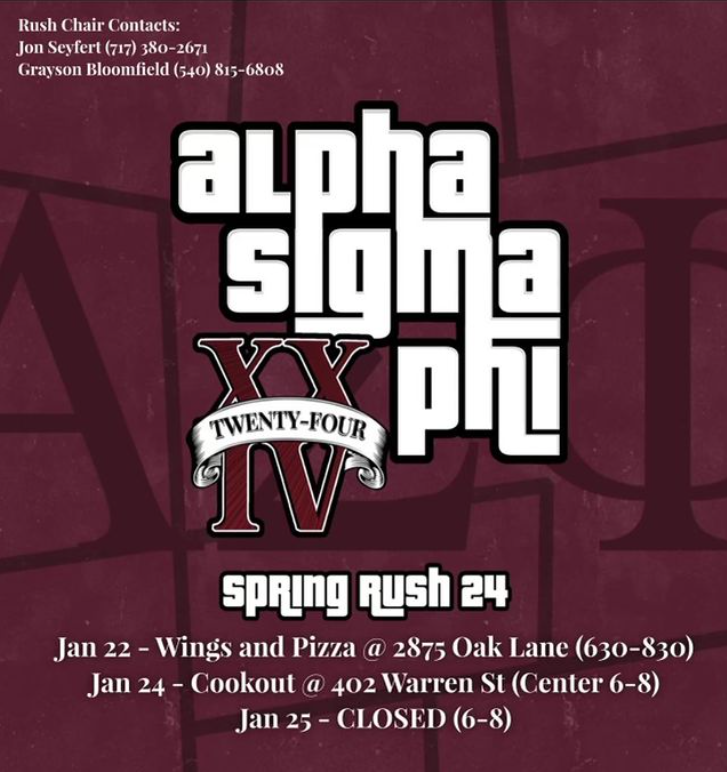 Rush Chair Contacts:
Jon Seyfert (717) 380-2671
Grayson Bloomfield (540) 815-6808
alpha
sigma
phi
XX
TWENTY-FOUR
IV
ΑΣΦ
SPRING RUSH 24
Jan 22 - Wings and Pizza @ 2875 Oak Lane (630-830)
Jan 24 - Cookout @ 402 Warren St (Center 6-8)
Jan 25 - CLOSED (6-8)